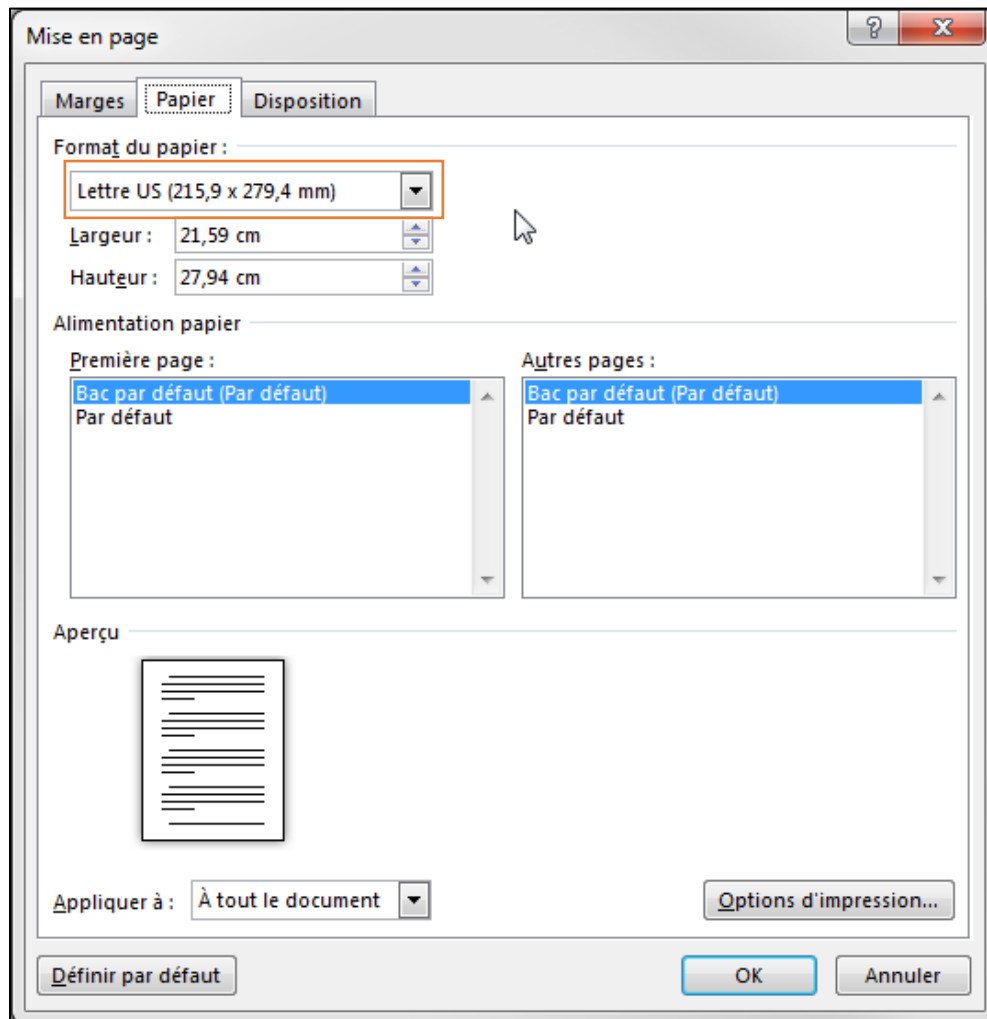 Mise en page
Marges Papier Disposition
Format du papier :
Lettre US (215,9 x 279,4 mm)
Largeur : 21,59 cm
Hauteur : 27,94 cm
Alimentation papier
Première page : Autres pages :
Bac par défaut (Par défaut) Bac par défaut (Par défaut)
Par défaut Par défaut
Aperçu
Appliquer à : À tout le document Options d'impression...
Définir par défaut OK Annuler